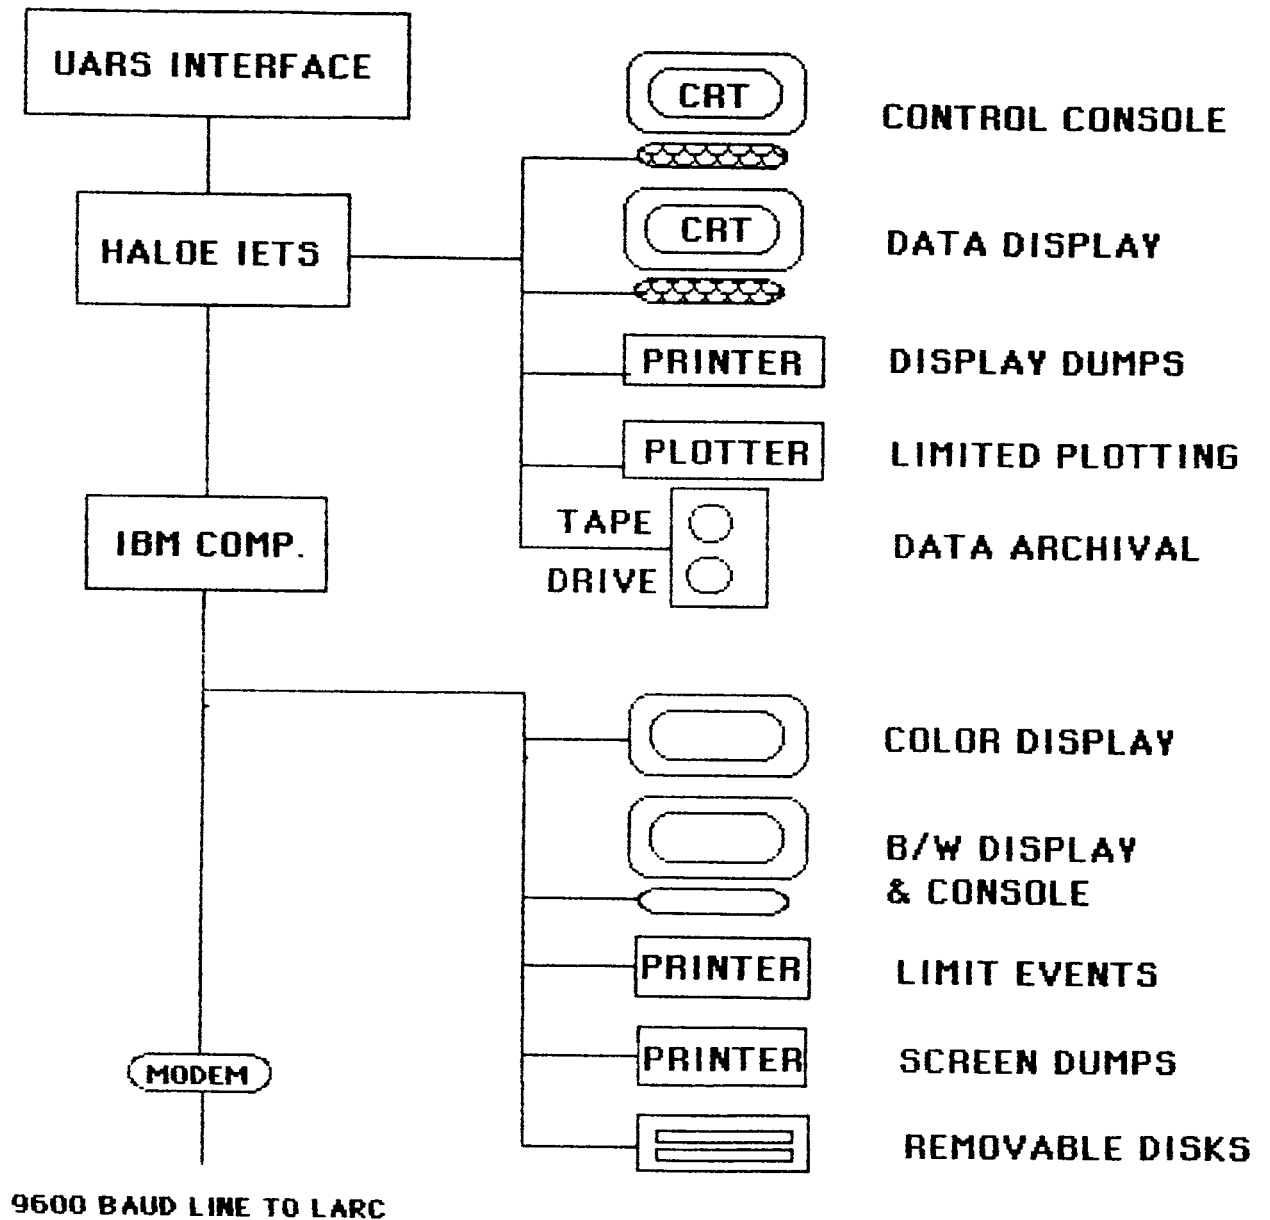 UARS INTERFACE
CRT
CONTROL CONSOLE
HALOE IETS
CRT
DATA DISPLAY
PRINTER
DISPLAY DUMPS
PLOTTER
LIMITED PLOTTING
IBM COMP.
TAPE
DRIVE
DATA ARCHIVAL
COLOR DISPLAY
B/W DISPLAY
& CONSOLE
PRINTER
LIMIT EVENTS
PRINTER
SCREEN DUMPS
MODEM
REMOVABLE DISKS
9600 BAUD LINE TO LARC